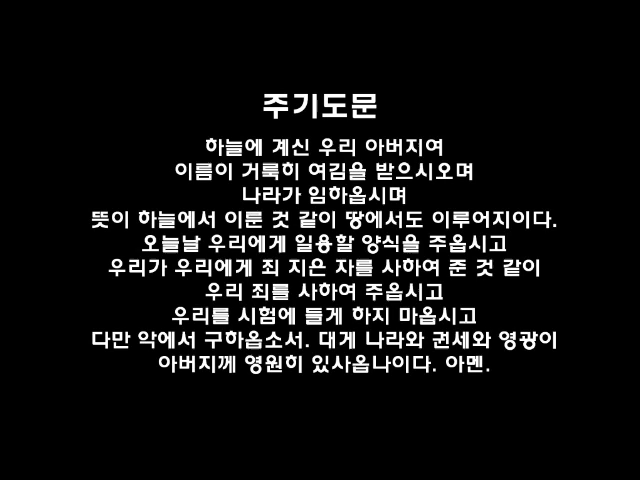 주기도문
하늘에 계신 우리 아버지여
이름이 거룩히 여김을 받으시오며
나라가 임하옵시며
뜻이 하늘에서 이룬 것 같이 땅에서도 이루어지이다.
오늘날 우리에게 일용할 양식을 주옵시고
우리가 우리에게 죄 지은 자를 사하여 준 것 같이
우리 죄를 사하여 주옵시고
우리를 시험에 들게 하지 마옵시고
다만 악에서 구하옵소서. 대게 나라와 권세와 영광이
아버지께 영원히 있사옵나이다. 아멘.